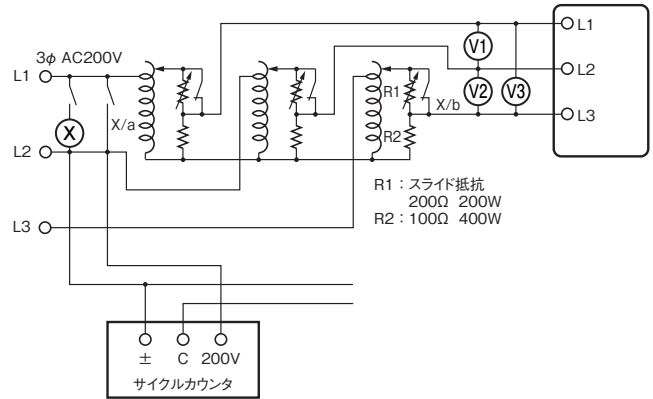 3φ AC200V
L1
L2
L3
X
X/a
R1
R2
X/b
V1
V2
V3
L1
L2
L3
R1：スライド抵抗
200Ω 200W
R2：100Ω 400W
± C 200V
サイクルカウンタ